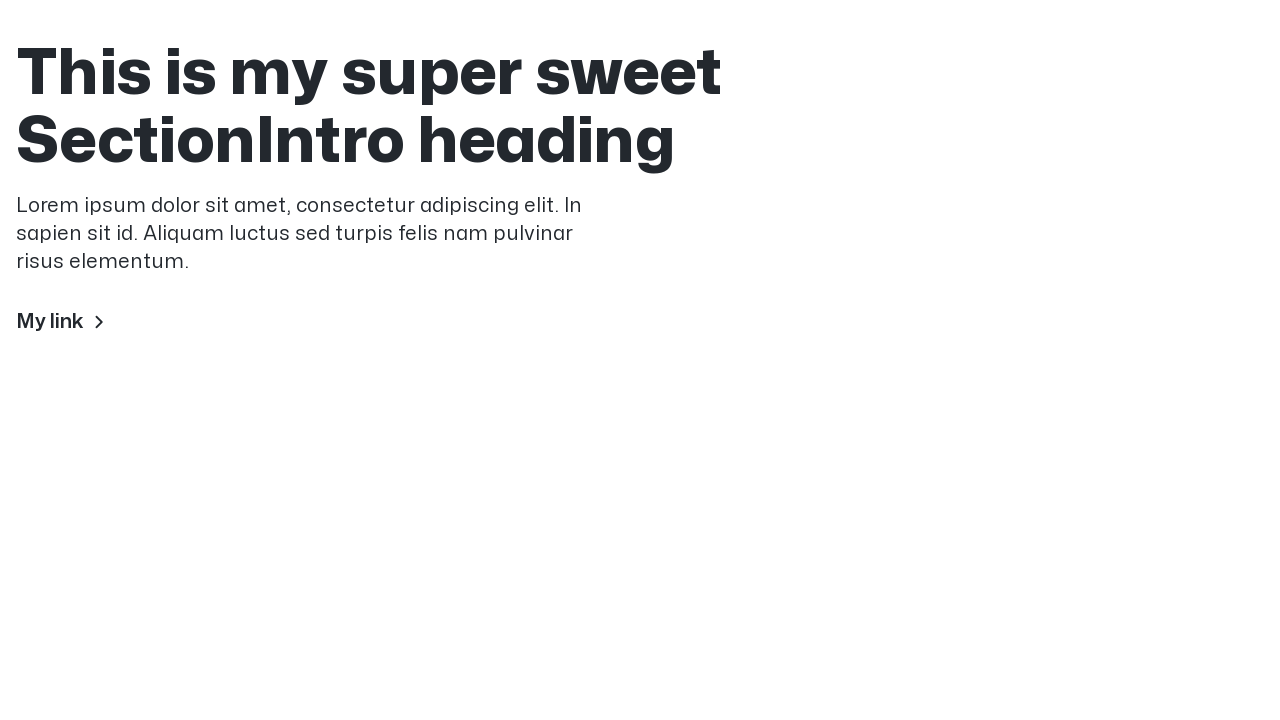 This is my super sweet
SectionIntro heading
Lorem ipsum dolor sit amet, consectetur adipiscing elit. In
sapien sit id. Aliquam luctus sed turpis felis nam pulvinar
risus elementum.
My link